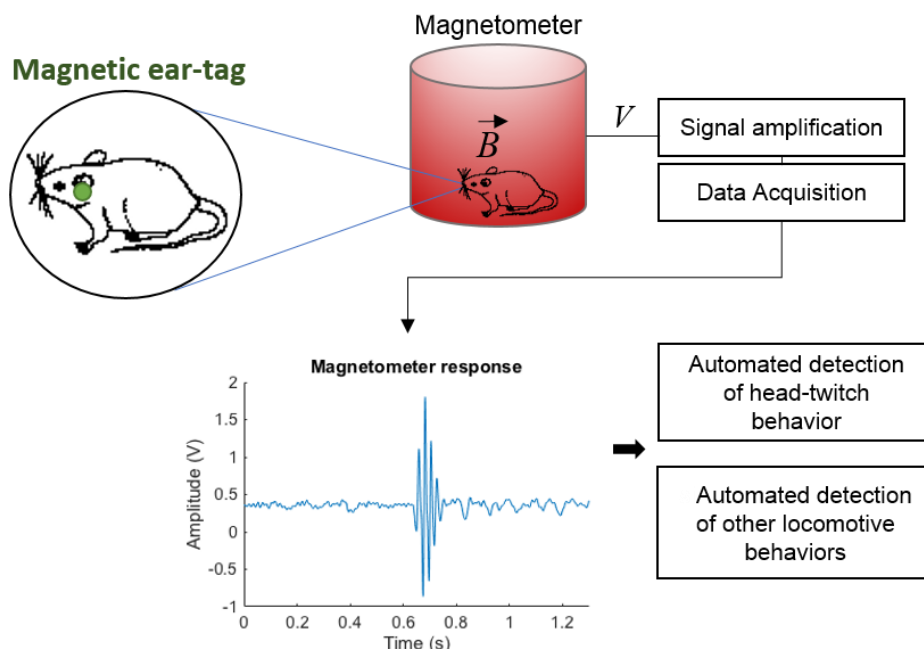 Magnetometer
Magnetic ear-tag
B
V
Signal amplification
Data Acquisition
Magnetometer response
Amplitude (V)
2
1.5
1
0.5
0
-0.5
-1
0
0.2
0.4
0.6
0.8
1
1.2
Time (s)
Automated detection
of head-twitch
behavior
Automated detection
of other locomotive
behaviors